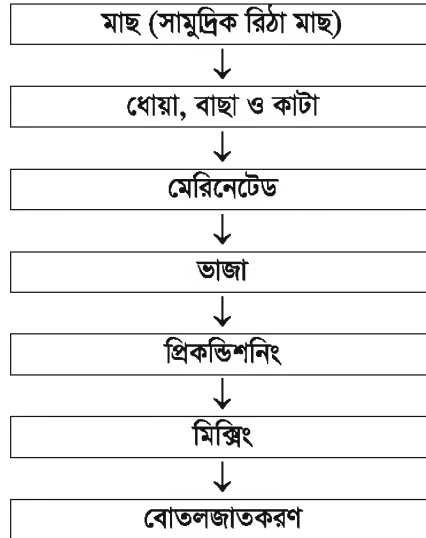 মাছ (সামুদ্রিক রিঠা মাছ)
ধোয়া, বাছা ও কাটা
মেরিনেটেড
ভাজা
প্রিকন্ডিশনিং
মিক্সিং
বোতলজাতকরণ